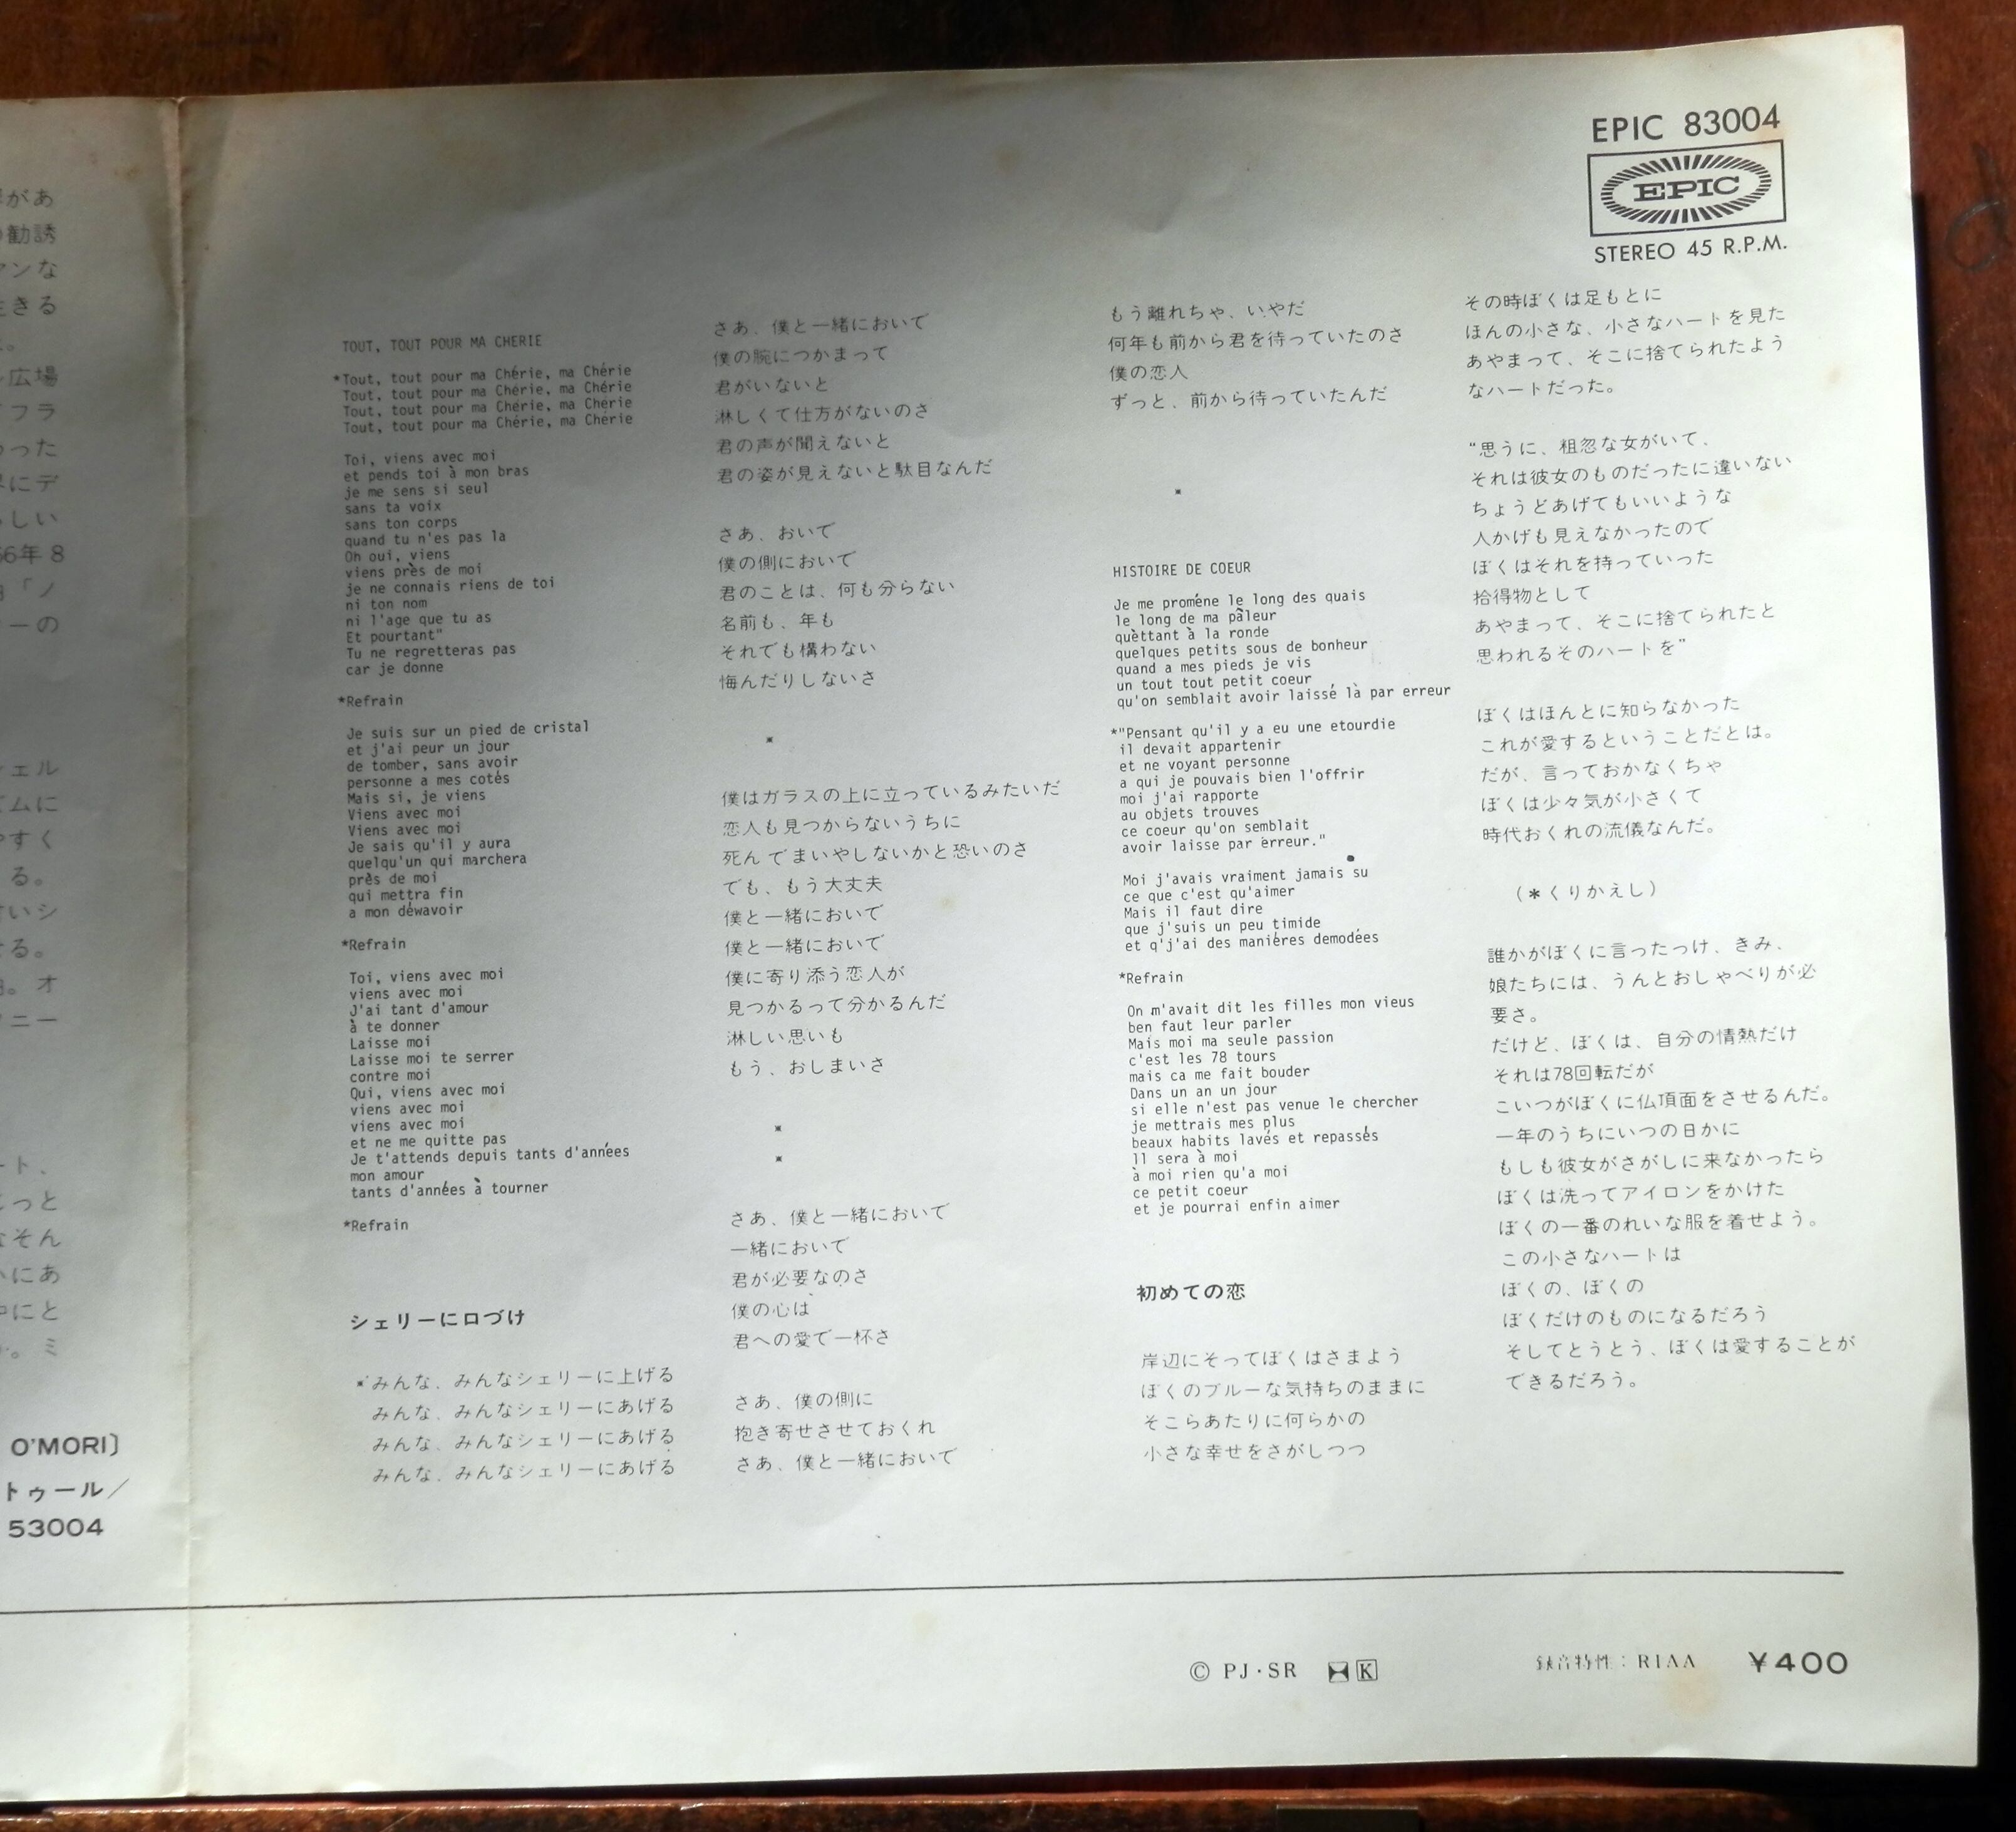 があ
勧誘
ンな
きる
。
広場
フラ
った
にデ
しい
66年8
「ノ
ーの
ェル
ムに
すく
る。
いシ
る。
。オ
ニー
ート、
っと
そん
にあ
中にと
。ミ
O'MORI〕
トゥール/
53004
EPIC 83004
EPIC
STEREO 45 R.P.M.
TOUT, TOUT POUR MA CHERIE
*Tout, tout pour ma Chérie, ma Chérie
Tout, tout pour ma Chérie, ma Chérie
Tout, tout pour ma Chérie, ma Chérie
Tout, tout pour ma Chérie, ma Chérie
Toi, viens avec moi
et pends toi à mon bras
je me sens si seul
sans ta voix
sans ton corps
quand tu n'es pas la
Oh oui, viens
viens près de moi
je ne connais riens de toi
ni ton nom
ni l'age que tu as
Et pourtant"
Tu ne regretteras pas
car je donne
*Refrain
Je suis sur un pied de cristal
et j'ai peur un jour
de tomber, sans avoir
personne a mes cotés
Mais si, je viens
Viens avec moi
Viens avec moi
Je sais qu'il y aura
quelqu'un qui marchera
près de moi
qui mettra fin
a mon déwavoir
*Refrain
Toi, viens avec moi
viens avec moi
J'ai tant d'amour
à te donner
Laisse moi
Laisse moi te serrer
contre moi
Qui, viens avec moi
viens avec moi
viens avec moi
et ne me quitte pas
Je t'attends depuis tants d'années
mon amour
tants d'années à tourner
*Refrain
シェリーに口づけ
*みんな、みんなシェリーに上げる
みんな、みんなシェリーにあげる
みんな、みんなシェリーにあげる
みんな、みんなシェリーにあげる
さあ、僕と一緒において
僕の腕につかまって
君がいないと
淋しくて仕方がないのさ
君の声が聞えないと
君の姿が見えないと駄目なんだ
さあ、おいで
僕の側において
君のことは、何も分らない
名前も、年も
それでも構わない
悔んだりしないさ
*
僕はガラスの上に立っているみたいだ
恋人も見つからないうちに
死んでまいやしないかと恐いのさ
でも、もう大丈夫
僕と一緒において
僕と一緒において
僕に寄り添う恋人が
見つかるって分かるんだ
淋しい思いも
もう、おしまいさ
*
*
さあ、僕と一緒において
一緒において
君が必要なのさ
僕の心は
君への愛で一杯さ
さあ、僕の側に
抱き寄せさせておくれ
さあ、僕と一緒において
もう離れちゃ、いやだ
何年も前から君を待っていたのさ
僕の恋人
ずっと、前から待っていたんだ
*
HISTOIRE DE COEUR
Je me proméne le long des quais
le long de ma pâleur
quèttant à la ronde
quelques petits sous de bonheur
quand a mes pieds je vis
un tout tout petit coeur
qu'on semblait avoir laissé là par erreur
*"Pensant qu'il y a eu une etourdie
il devait appartenir
et ne voyant personne
a qui je pouvais bien l'offrir
moi j'ai rapporte
au objets trouves
ce coeur qu'on semblait
avoir laisse par erreur."
Moi j'avais vraiment jamais su
ce que c'est qu'aimer
Mais il faut dire
que j'suis un peu timide
et q'j'ai des maniéres demodées
*Refrain
On m'avait dit les filles mon vieus
ben faut leur parler
Mais moi ma seule passion
c'est les 78 tours
mais ca me fait bouder
Dans un an un jour
si elle n'est pas venue le chercher
je mettrais mes plus
beaux habits lavés et repassés
Il sera à moi
à moi rien qu'a moi
ce petit coeur
et je pourrai enfin aimer
初めての恋
岸辺にそってぼくはさまよう
ぼくのブルーな気持ちのままに
そこらあたりに何らかの
小さな幸せをさがしつつ
その時ぼくは足もとに
ほんの小さな、小さなハートを見た
あやまって、そこに捨てられたよう
なハートだった。
"思うに、粗忽な女がいて、
それは彼女のものだったに違いない
ちょうどあげてもいいような
人かげも見えなかったので
ぼくはそれを持っていった
拾得物として
あやまって、そこに捨てられたと
思われるそのハートを"
ぼくはほんとに知らなかった
これが愛するということだとは。
だが、言っておかなくちゃ
ぼくは少々気が小さくて
時代おくれの流儀なんだ。
(*くりかえし)
誰かがぼくに言ったっけ、きみ、
娘たちには、うんとおしゃべりが必
要さ。
だけど、ぼくは、自分の情熱だけ
それは78回転だが
こいつがぼくに仏頂面をさせるんだ。
一年のうちにいつの日かに
もしも彼女がさがしに来なかったら
ぼくは洗ってアイロンをかけた
ぼくの一番のれいな服を着せよう。
この小さなハートは
ぼくの、ぼくの
ぼくだけのものになるだろう
そしてとうとう、ぼくは愛することが
できるだろう。
© PJ・SR K
録音特性：RIAA ¥400